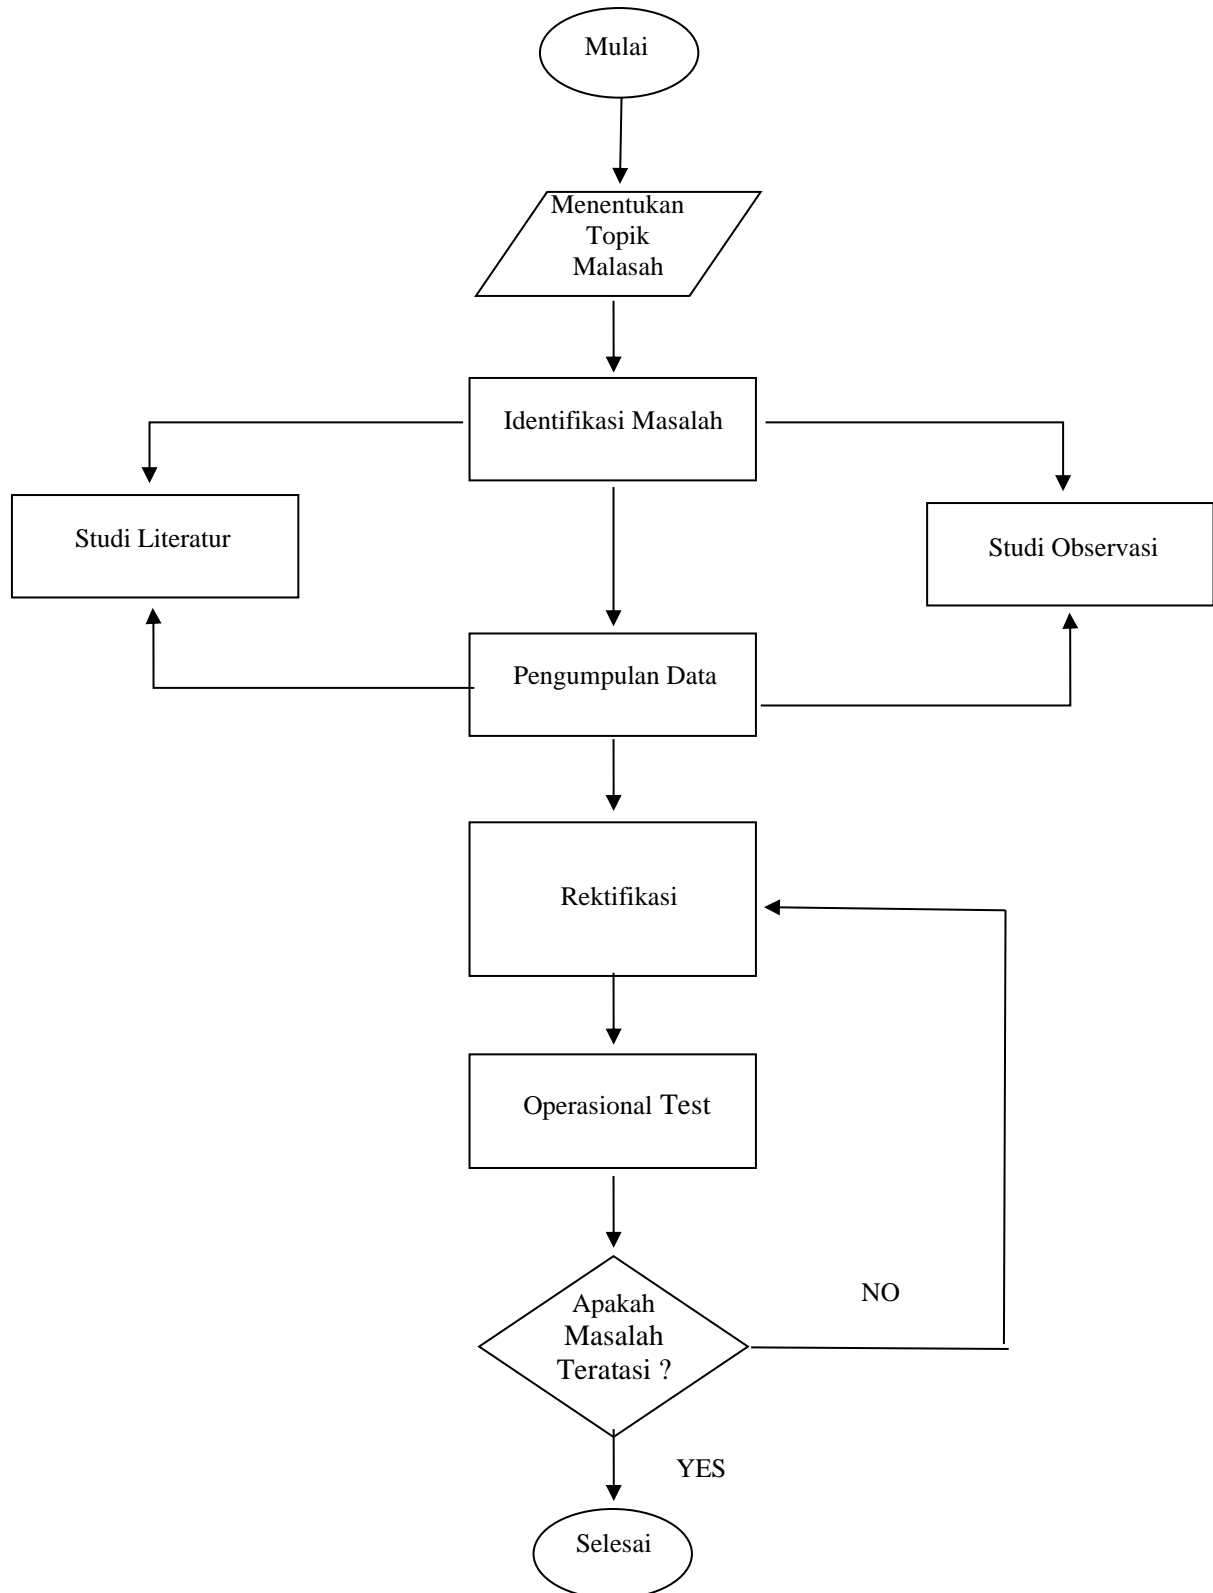 Mulai
Menentukan
Topik
Malasah
Identifikasi Masalah
Studi Literatur
Studi Observasi
Pengumpulan Data
Rektifikasi
Operasional Test
Apakah
Masalah
Teratasi ?
NO
YES
Selesai